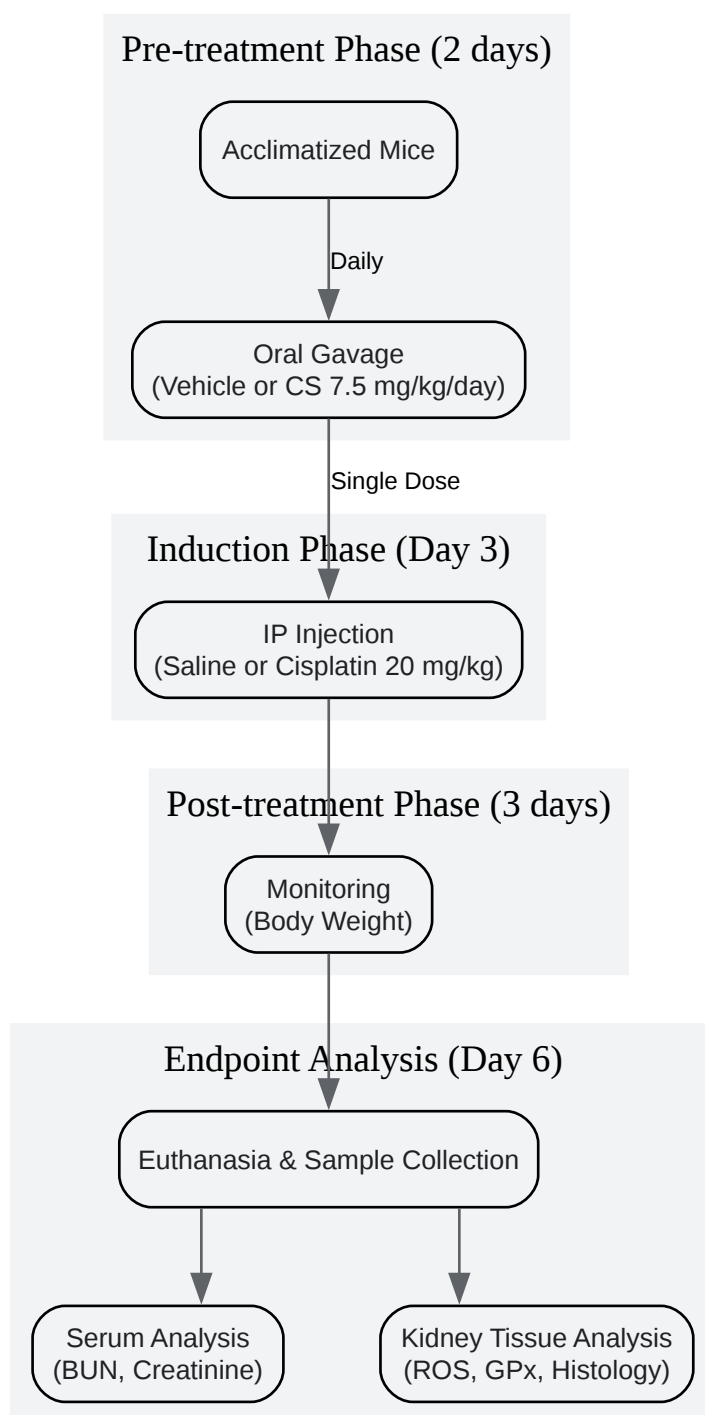 Pre-treatment Phase (2 days)
Acclimatized Mice
Daily
Oral Gavage
(Vehicle or CS 7.5 mg/kg/day)
Single Dose
Induction Phase (Day 3)
IP Injection
(Saline or Cisplatin 20 mg/kg)
Post-treatment Phase (3 days)
Monitoring
(Body Weight)
Endpoint Analysis (Day 6)
Euthanasia & Sample Collection
Serum Analysis
(BUN, Creatinine)
Kidney Tissue Analysis
(ROS, GPx, Histology)